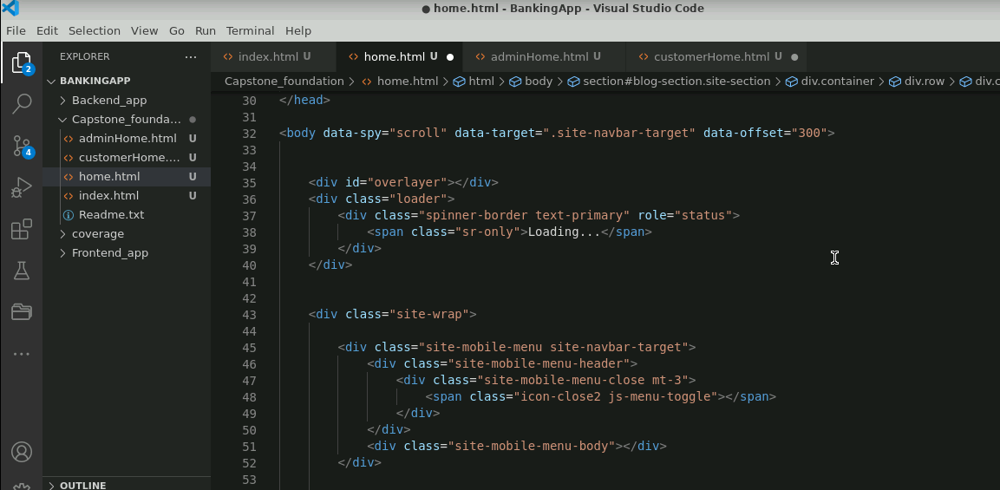 ● home.html - BankingApp - Visual Studio Code
File Edit Selection View Go Run Terminal Help
EXPLORER ...
index.html U home.html U ● adminHome.html U customerHome.html U ●
BANKINGAPP
Capstone_foundation > home.html > html > body > section#blog-section.site-section > div.container > div.row > div.c
Backend_app
Capstone_founda...
adminHome.html U
customerHome.... U
home.html U
index.html U
Readme.txt
coverage
Frontend_app
OUTLINE
2
4
30 </head>
31
32 <body data-spy="scroll" data-target=".site-navbar-target" data-offset="300">
33
34
35 <div id="overlayer"></div>
36 <div class="loader">
37 <div class="spinner-border text-primary" role="status">
38 <span class="sr-only">Loading...</span>
39 </div>
40 </div>
41
42
43 <div class="site-wrap">
44
45 <div class="site-mobile-menu site-navbar-target">
46 <div class="site-mobile-menu-header">
47 <div class="site-mobile-menu-close mt-3">
48 <span class="icon-close2 js-menu-toggle"></span>
49 </div>
50 </div>
51 <div class="site-mobile-menu-body"></div>
52 </div>
53